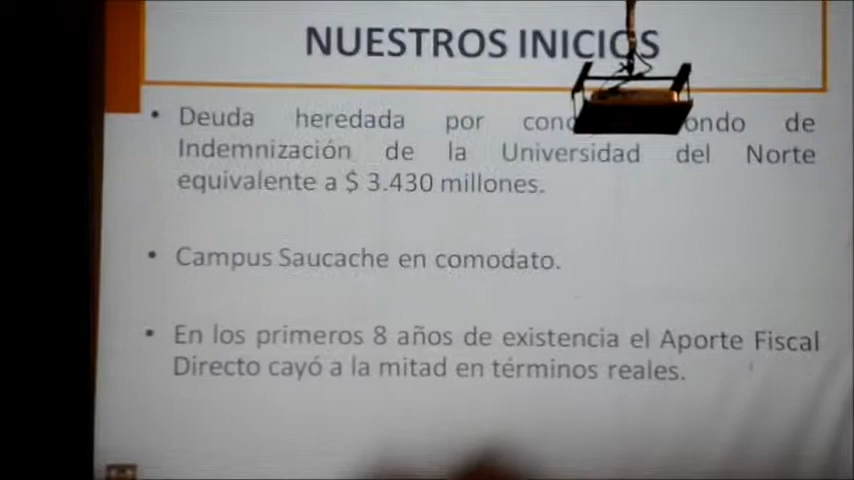 NUESTROS INICIOS
• Deuda heredada por de
Indemnización de la Universidad del Norte
equivalente a $ 3.430 millones.
• Campus Saucache en comodato.
• En los primeros 8 años de existencia el Aporte Fiscal
Directo cayó a la mitad en términos reales.